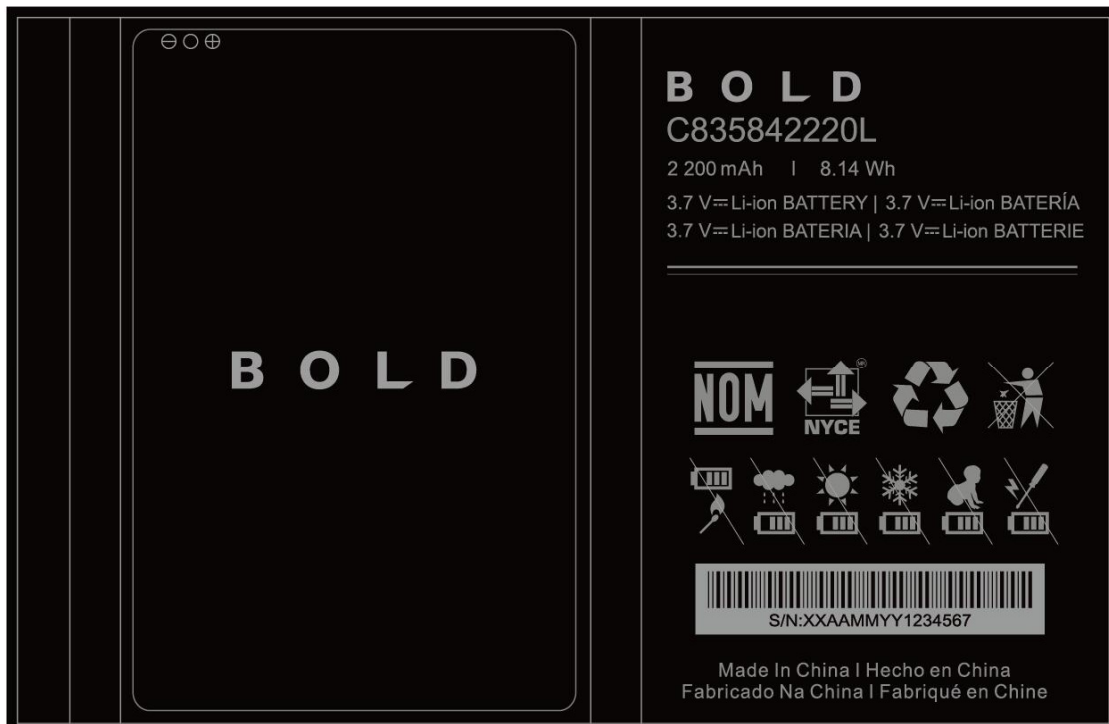 BOLD
BOLD
C835842220L
2 200 mAh | 8.14 Wh
3.7 V⎓Li-ion BATTERY | 3.7 V⎓Li-ion BATERÍA
3.7 V⎓Li-ion BATERIA | 3.7 V⎓Li-ion BATTERIE
NOM
NYCE
S/N:XXAAMMYY1234567
Made In China | Hecho en China
Fabricado Na China | Fabriqué en Chine